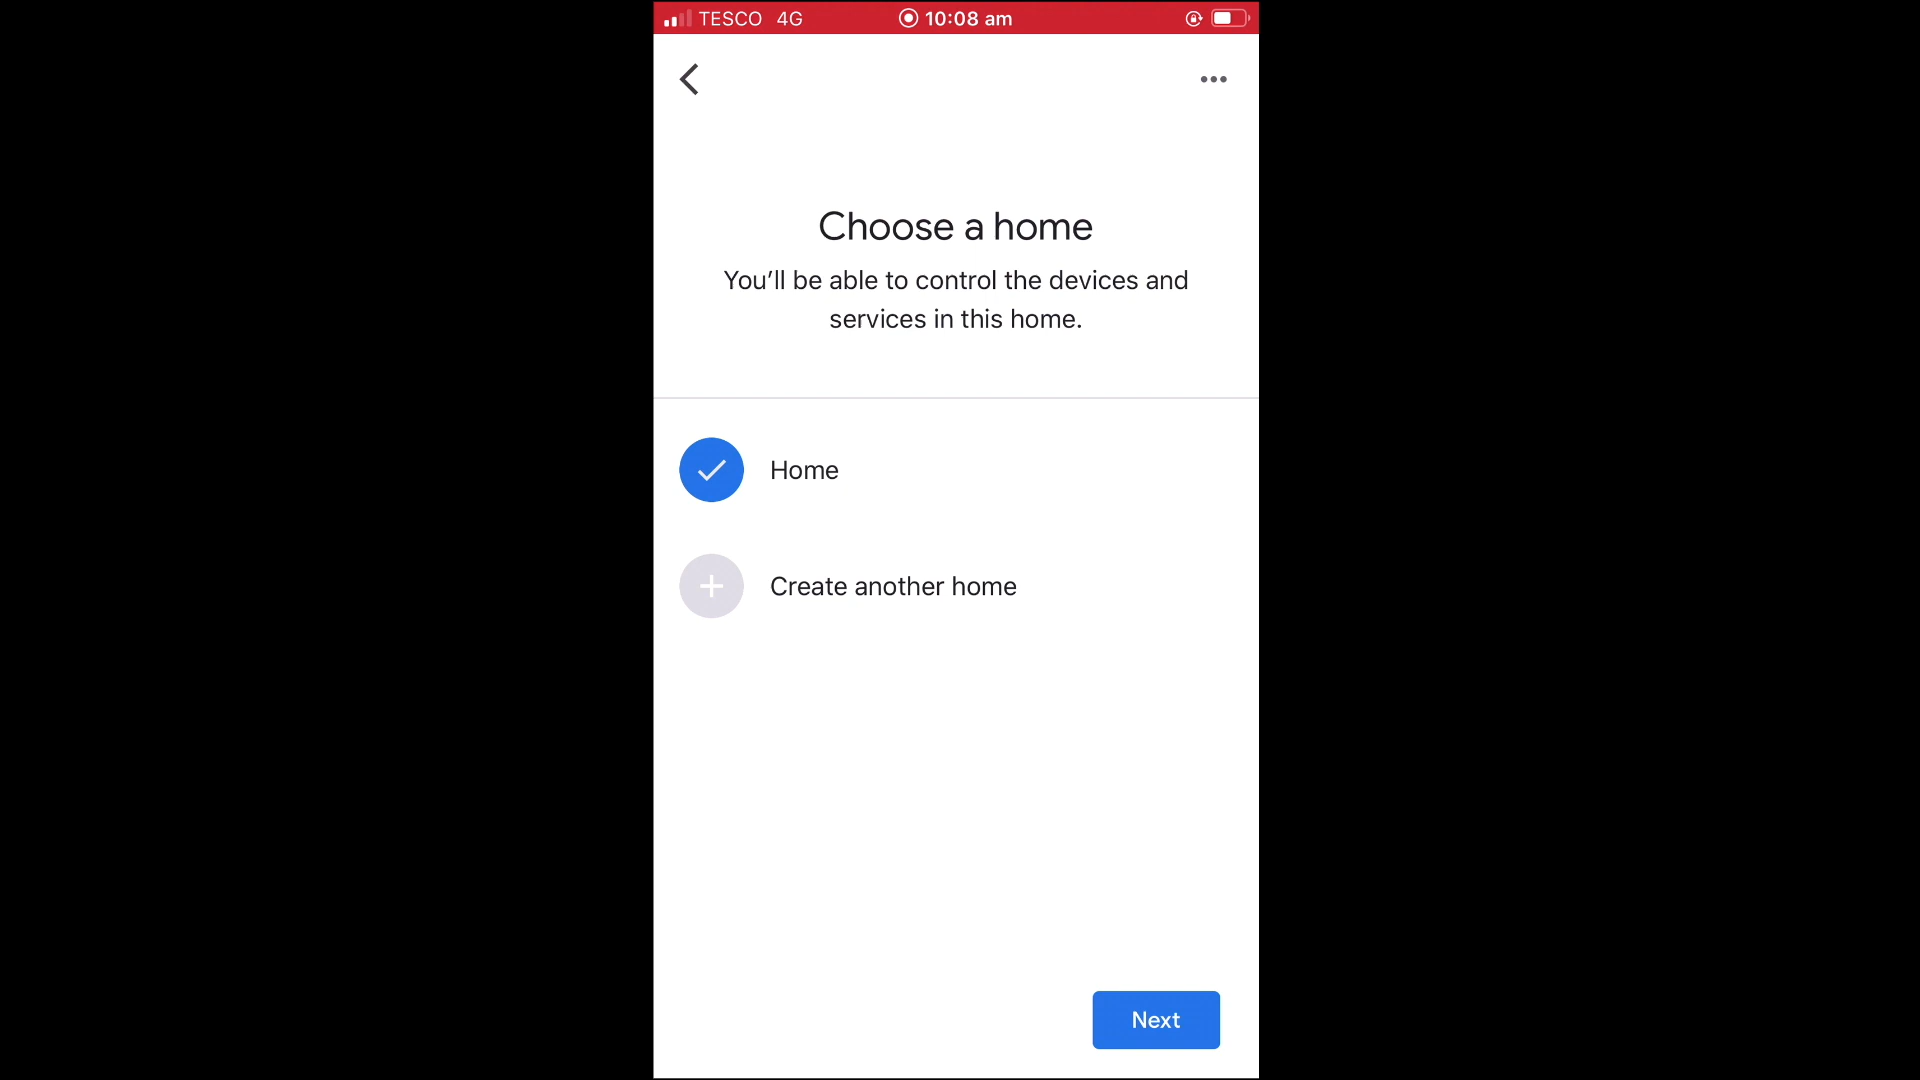 TESCO 4G 10:08 am
Choose a home
You’ll be able to control the devices and
services in this home.
Home
Create another home
Next